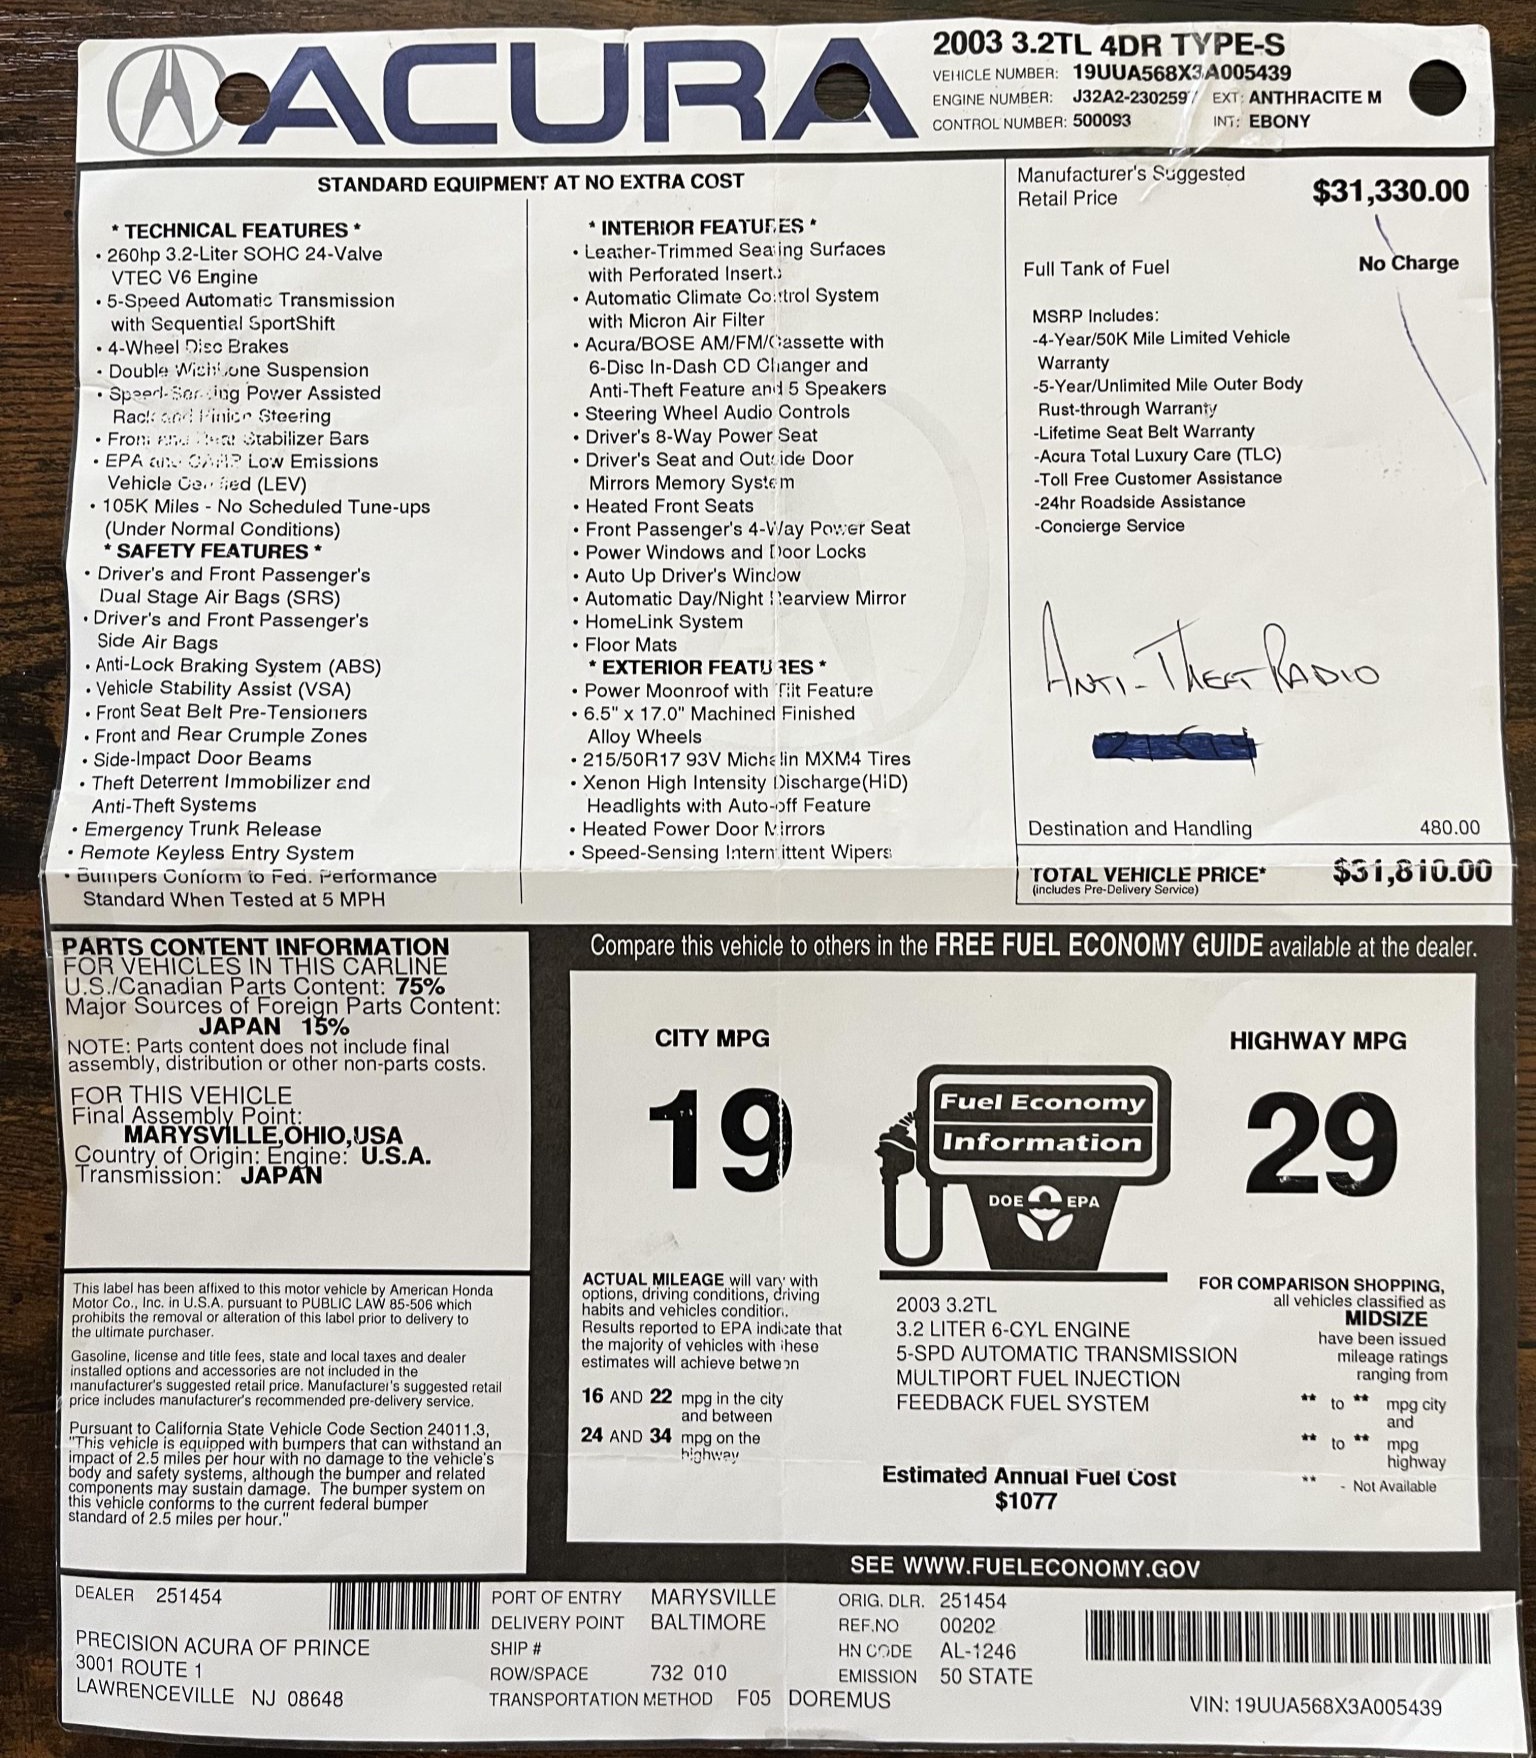 ACURA
2003 3.2TL 4DR TYPE-S
VEHICLE NUMBER: 19UUA568X3A005439
ENGINE NUMBER: J32A2-2302597 EXT: ANTHRACITE M
CONTROL NUMBER: 500093 INT: EBONY
STANDARD EQUIPMENT AT NO EXTRA COST
* TECHNICAL FEATURES *
• 260hp 3.2-Liter SOHC 24-Valve
VTEC V6 Engine
• 5-Speed Automatic Transmission
with Sequential SportShift
• 4-Wheel Disc Brakes
• Double Wishbone Suspension
• Speed-Sensing Power Assisted
Rack and Pinion Steering
• Front and Rear Stabilizer Bars
• EPA and CARB Low Emissions
Vehicle Certified (LEV)
• 105K Miles - No Scheduled Tune-ups
(Under Normal Conditions)
* SAFETY FEATURES *
• Driver's and Front Passenger's
Dual Stage Air Bags (SRS)
• Driver's and Front Passenger's
Side Air Bags
• Anti-Lock Braking System (ABS)
• Vehicle Stability Assist (VSA)
• Front Seat Belt Pre-Tensioners
• Front and Rear Crumple Zones
• Side-Impact Door Beams
• Theft Deterrent Immobilizer and
Anti-Theft Systems
• Emergency Trunk Release
• Remote Keyless Entry System
• Bumpers Conform to Fed. Performance
Standard When Tested at 5 MPH
* INTERIOR FEATURES *
• Leather-Trimmed Seating Surfaces
with Perforated Inserts
• Automatic Climate Control System
with Micron Air Filter
• Acura/BOSE AM/FM/Cassette with
6-Disc In-Dash CD Changer and
Anti-Theft Feature and 5 Speakers
• Steering Wheel Audio Controls
• Driver's 8-Way Power Seat
• Driver's Seat and Outside Door
Mirrors Memory System
• Heated Front Seats
• Front Passenger's 4-Way Power Seat
• Power Windows and Door Locks
• Auto Up Driver's Window
• Automatic Day/Night Rearview Mirror
• HomeLink System
• Floor Mats
* EXTERIOR FEATURES *
• Power Moonroof with Tilt Feature
• 6.5" x 17.0" Machined Finished
Alloy Wheels
• 215/50R17 93V Michelin MXM4 Tires
• Xenon High Intensity Discharge(HID)
Headlights with Auto-off Feature
• Heated Power Door Mirrors
• Speed-Sensing Intermittent Wipers
Manufacturer's Suggested
Retail Price $31,330.00
Full Tank of Fuel No Charge
MSRP Includes:
-4-Year/50K Mile Limited Vehicle
Warranty
-5-Year/Unlimited Mile Outer Body
Rust-through Warranty
-Lifetime Seat Belt Warranty
-Acura Total Luxury Care (TLC)
-Toll Free Customer Assistance
-24hr Roadside Assistance
-Concierge Service
ANTI-THEFT RADIO
Destination and Handling 480.00
TOTAL VEHICLE PRICE* $31,810.00
(includes Pre-Delivery Service)
PARTS CONTENT INFORMATION
FOR VEHICLES IN THIS CARLINE
U.S./Canadian Parts Content: 75%
Major Sources of Foreign Parts Content:
JAPAN 15%
NOTE: Parts content does not include final
assembly, distribution or other non-parts costs.
FOR THIS VEHICLE
Final Assembly Point:
MARYSVILLE,OHIO,USA
Country of Origin: Engine: U.S.A.
Transmission: JAPAN
This label has been affixed to this motor vehicle by American Honda
Motor Co., Inc. in U.S.A. pursuant to PUBLIC LAW 85-506 which
prohibits the removal or alteration of this label prior to delivery to
the ultimate purchaser.
Gasoline, license and title fees, state and local taxes and dealer
installed options and accessories are not included in the
manufacturer's suggested retail price. Manufacturer's suggested retail
price includes manufacturer's recommended pre-delivery service.
Pursuant to California State Vehicle Code Section 24011.3,
"This vehicle is equipped with bumpers that can withstand an
impact of 2.5 miles per hour with no damage to the vehicle's
body and safety systems, although the bumper and related
components may sustain damage. The bumper system on
this vehicle conforms to the current federal bumper
standard of 2.5 miles per hour."
Compare this vehicle to others in the FREE FUEL ECONOMY GUIDE available at the dealer.
CITY MPG
19
Fuel Economy
Information
DOE EPA
HIGHWAY MPG
29
ACTUAL MILEAGE will vary with
options, driving conditions, driving
habits and vehicles condition.
Results reported to EPA indicate that
the majority of vehicles with these
estimates will achieve between
16 AND 22 mpg in the city
and between
24 AND 34 mpg on the
highway
2003 3.2TL
3.2 LITER 6-CYL ENGINE
5-SPD AUTOMATIC TRANSMISSION
MULTIPORT FUEL INJECTION
FEEDBACK FUEL SYSTEM
Estimated Annual Fuel Cost
$1077
FOR COMPARISON SHOPPING,
all vehicles classified as
MIDSIZE
have been issued
mileage ratings
ranging from
** to ** mpg city
and
** to ** mpg
highway
** - Not Available
SEE WWW.FUELECONOMY.GOV
DEALER 251454
PRECISION ACURA OF PRINCE
3001 ROUTE 1
LAWRENCEVILLE NJ 08648
PORT OF ENTRY MARYSVILLE
DELIVERY POINT BALTIMORE
SHIP #
ROW/SPACE 732 010
TRANSPORTATION METHOD F05 DOREMUS
ORIG. DLR. 251454
REF.NO 00202
HN CODE AL-1246
EMISSION 50 STATE
VIN: 19UUA568X3A005439